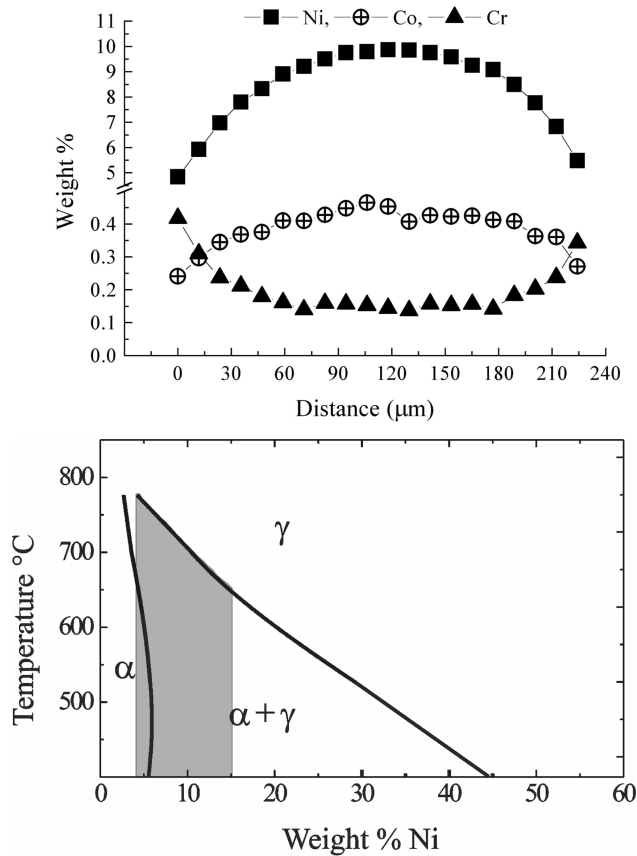 Ni, Co, Cr
11
10
9
8
7
6
5
0.4
0.3
0.2
0.1
0.0
Weight %
0 30 60 90 120 150 180 210 240
Distance (μm)
800
700
600
500
Temperature °C
γ
α
α+γ
0 10 20 30 40 50 60
Weight % Ni